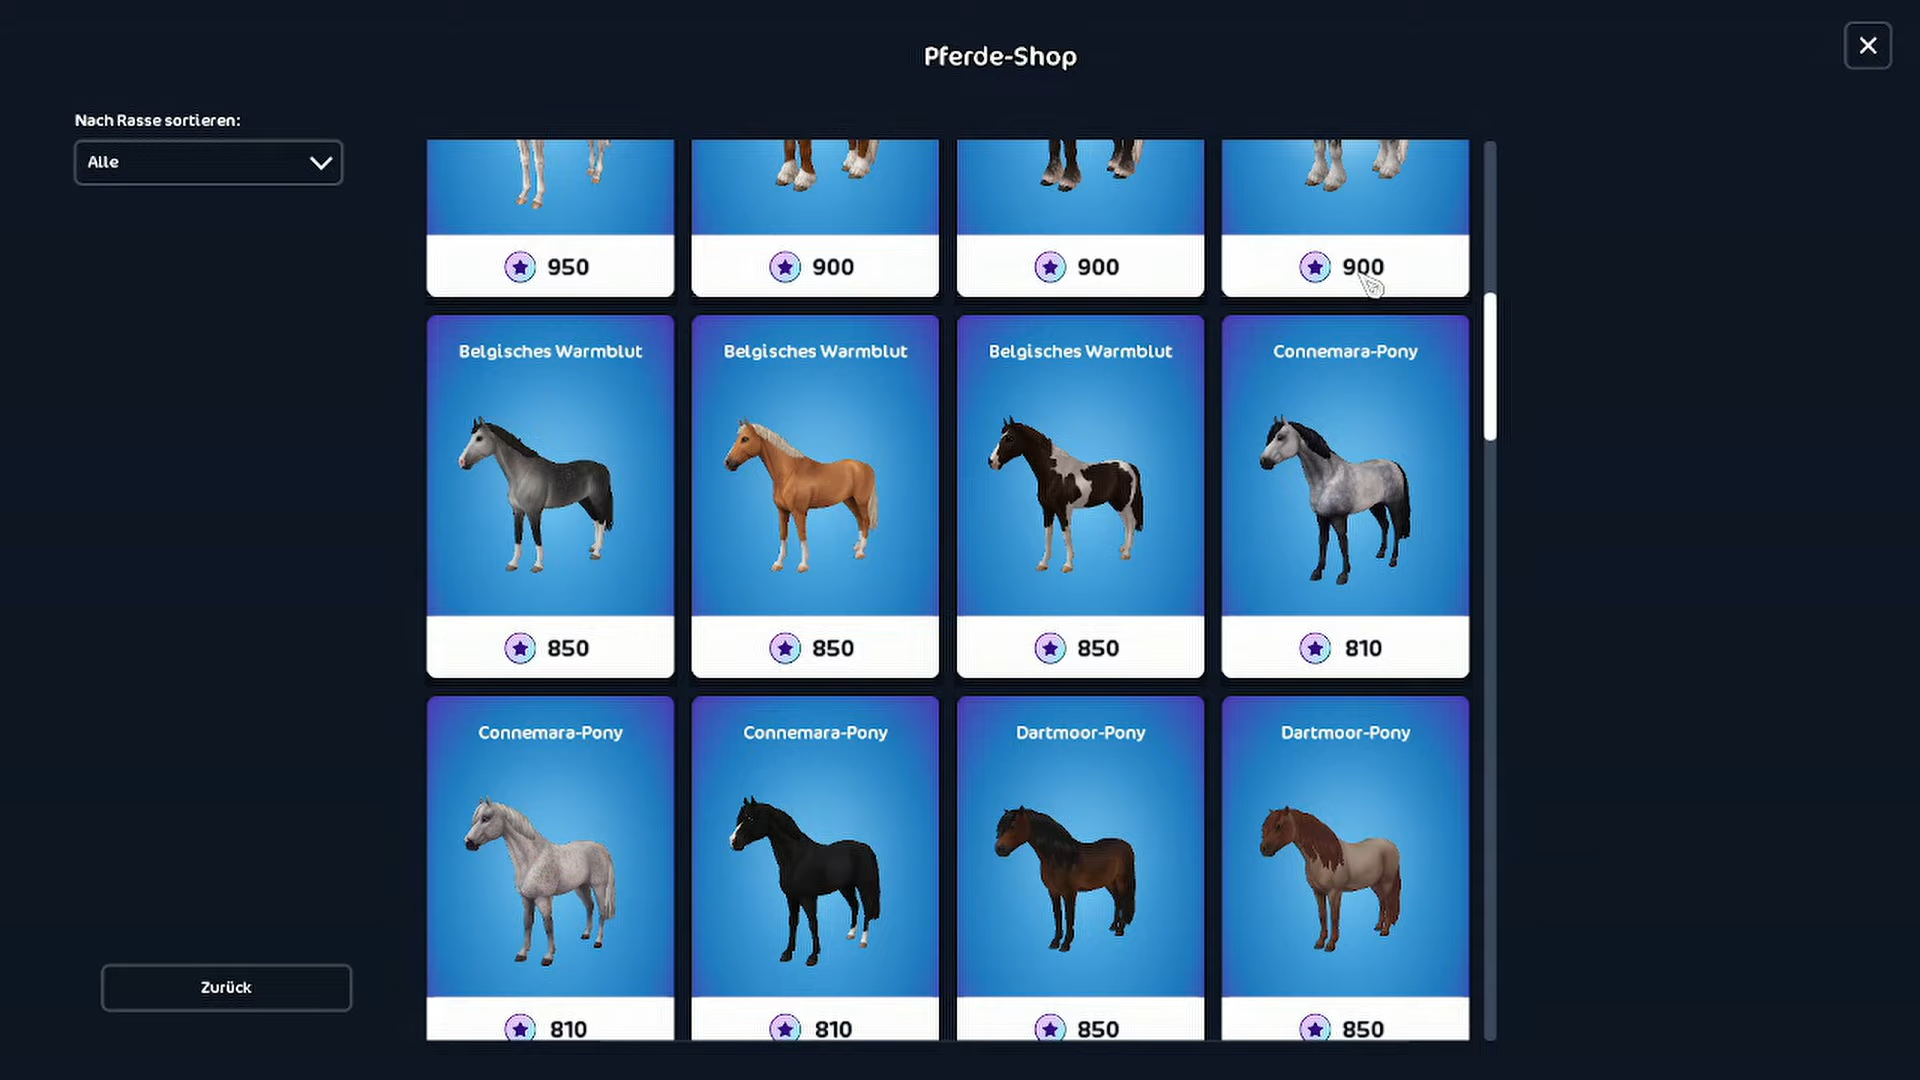 Pferde-Shop
Nach Rasse sortieren:
Alle
950
900
900
900
Belgisches Warmblut
Belgisches Warmblut
Belgisches Warmblut
Connemara-Pony
850
850
850
810
Connemara-Pony
Connemara-Pony
Dartmoor-Pony
Dartmoor-Pony
810
810
850
850
Zurück